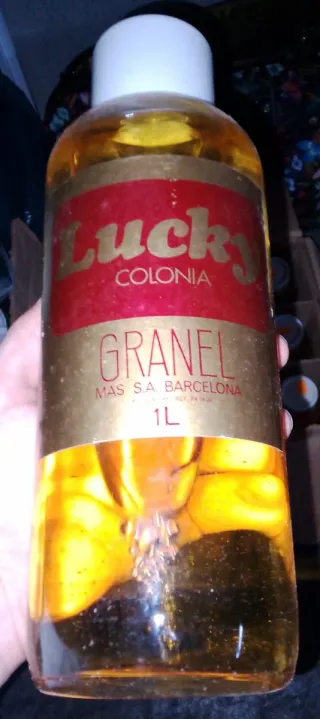 Lucky
COLONIA
GRANEL
MAS S.A. BARCELONA
1L